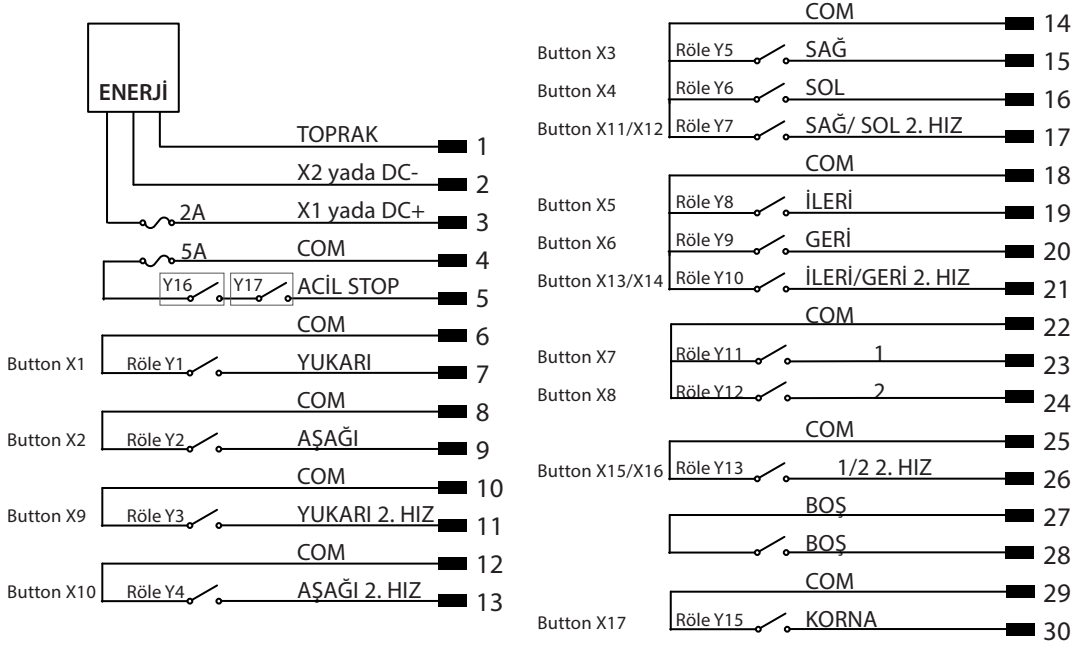 ENERJİ
TOPRAK 1
X2 yada DC- 2
2A X1 yada DC+ 3
5A COM 4
Y16 Y17 ACİL STOP 5
COM 6
Button X1 Röle Y1 YUKARI 7
COM 8
Button X2 Röle Y2 AŞAĞI 9
COM 10
Button X9 Röle Y3 YUKARI 2. HIZ 11
COM 12
Button X10 Röle Y4 AŞAĞI 2. HIZ 13
COM 14
Button X3 Röle Y5 SAĞ 15
Button X4 Röle Y6 SOL 16
Button X11/X12 Röle Y7 SAĞ/ SOL 2. HIZ 17
COM 18
Button X5 Röle Y8 İLERİ 19
Button X6 Röle Y9 GERİ 20
Button X13/X14 Röle Y10 İLERİ/GERİ 2. HIZ 21
COM 22
Button X7 Röle Y11 1 23
Button X8 Röle Y12 2 24
COM 25
Button X15/X16 Röle Y13 1/2 2. HIZ 26
BOŞ 27
BOŞ 28
COM 29
Button X17 Röle Y15 KORNA 30